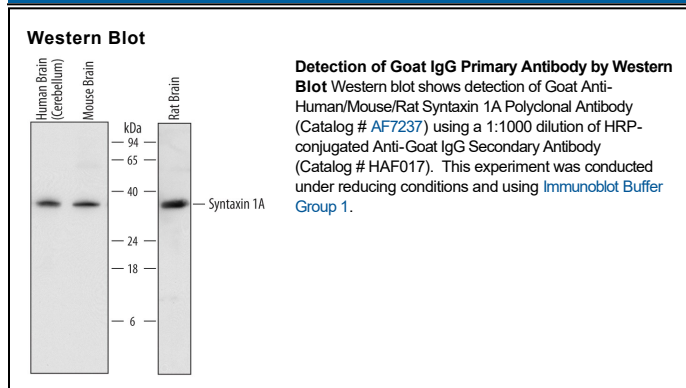 Western Blot
Human Brain
(Cerebellum)
Mouse Brain
Rat Brain
kDa
94
65
40
Syntaxin 1A
24
18
6
Detection of Goat IgG Primary Antibody by Western
Blot Western blot shows detection of Goat Anti-
Human/Mouse/Rat Syntaxin 1A Polyclonal Antibody
(Catalog # AF7237) using a 1:1000 dilution of HRP-
conjugated Anti-Goat IgG Secondary Antibody
(Catalog # HAF017). This experiment was conducted
under reducing conditions and using Immunoblot Buffer
Group 1.